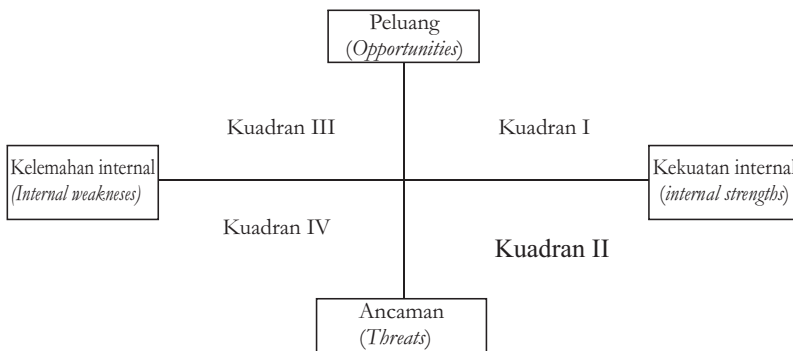 Peluang
(Opportunities)
Kuadran III
Kuadran I
Kelemahan internal
(Internal weakneses)
Kekuatan internal
(internal strengths)
Kuadran IV
Kuadran II
Ancaman
(Threats)